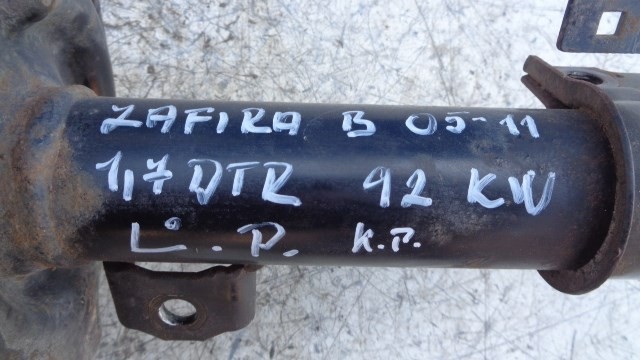 ZAFIRA B 05-11
1,7 DTR 92 KW
L°. P. K.P.